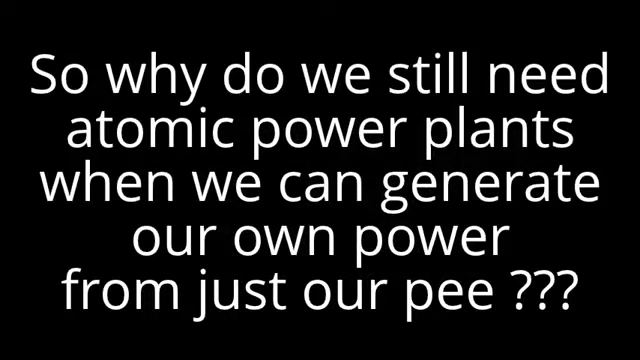 So why do we still need
atomic power plants
when we can generate
our own power
from just our pee ???